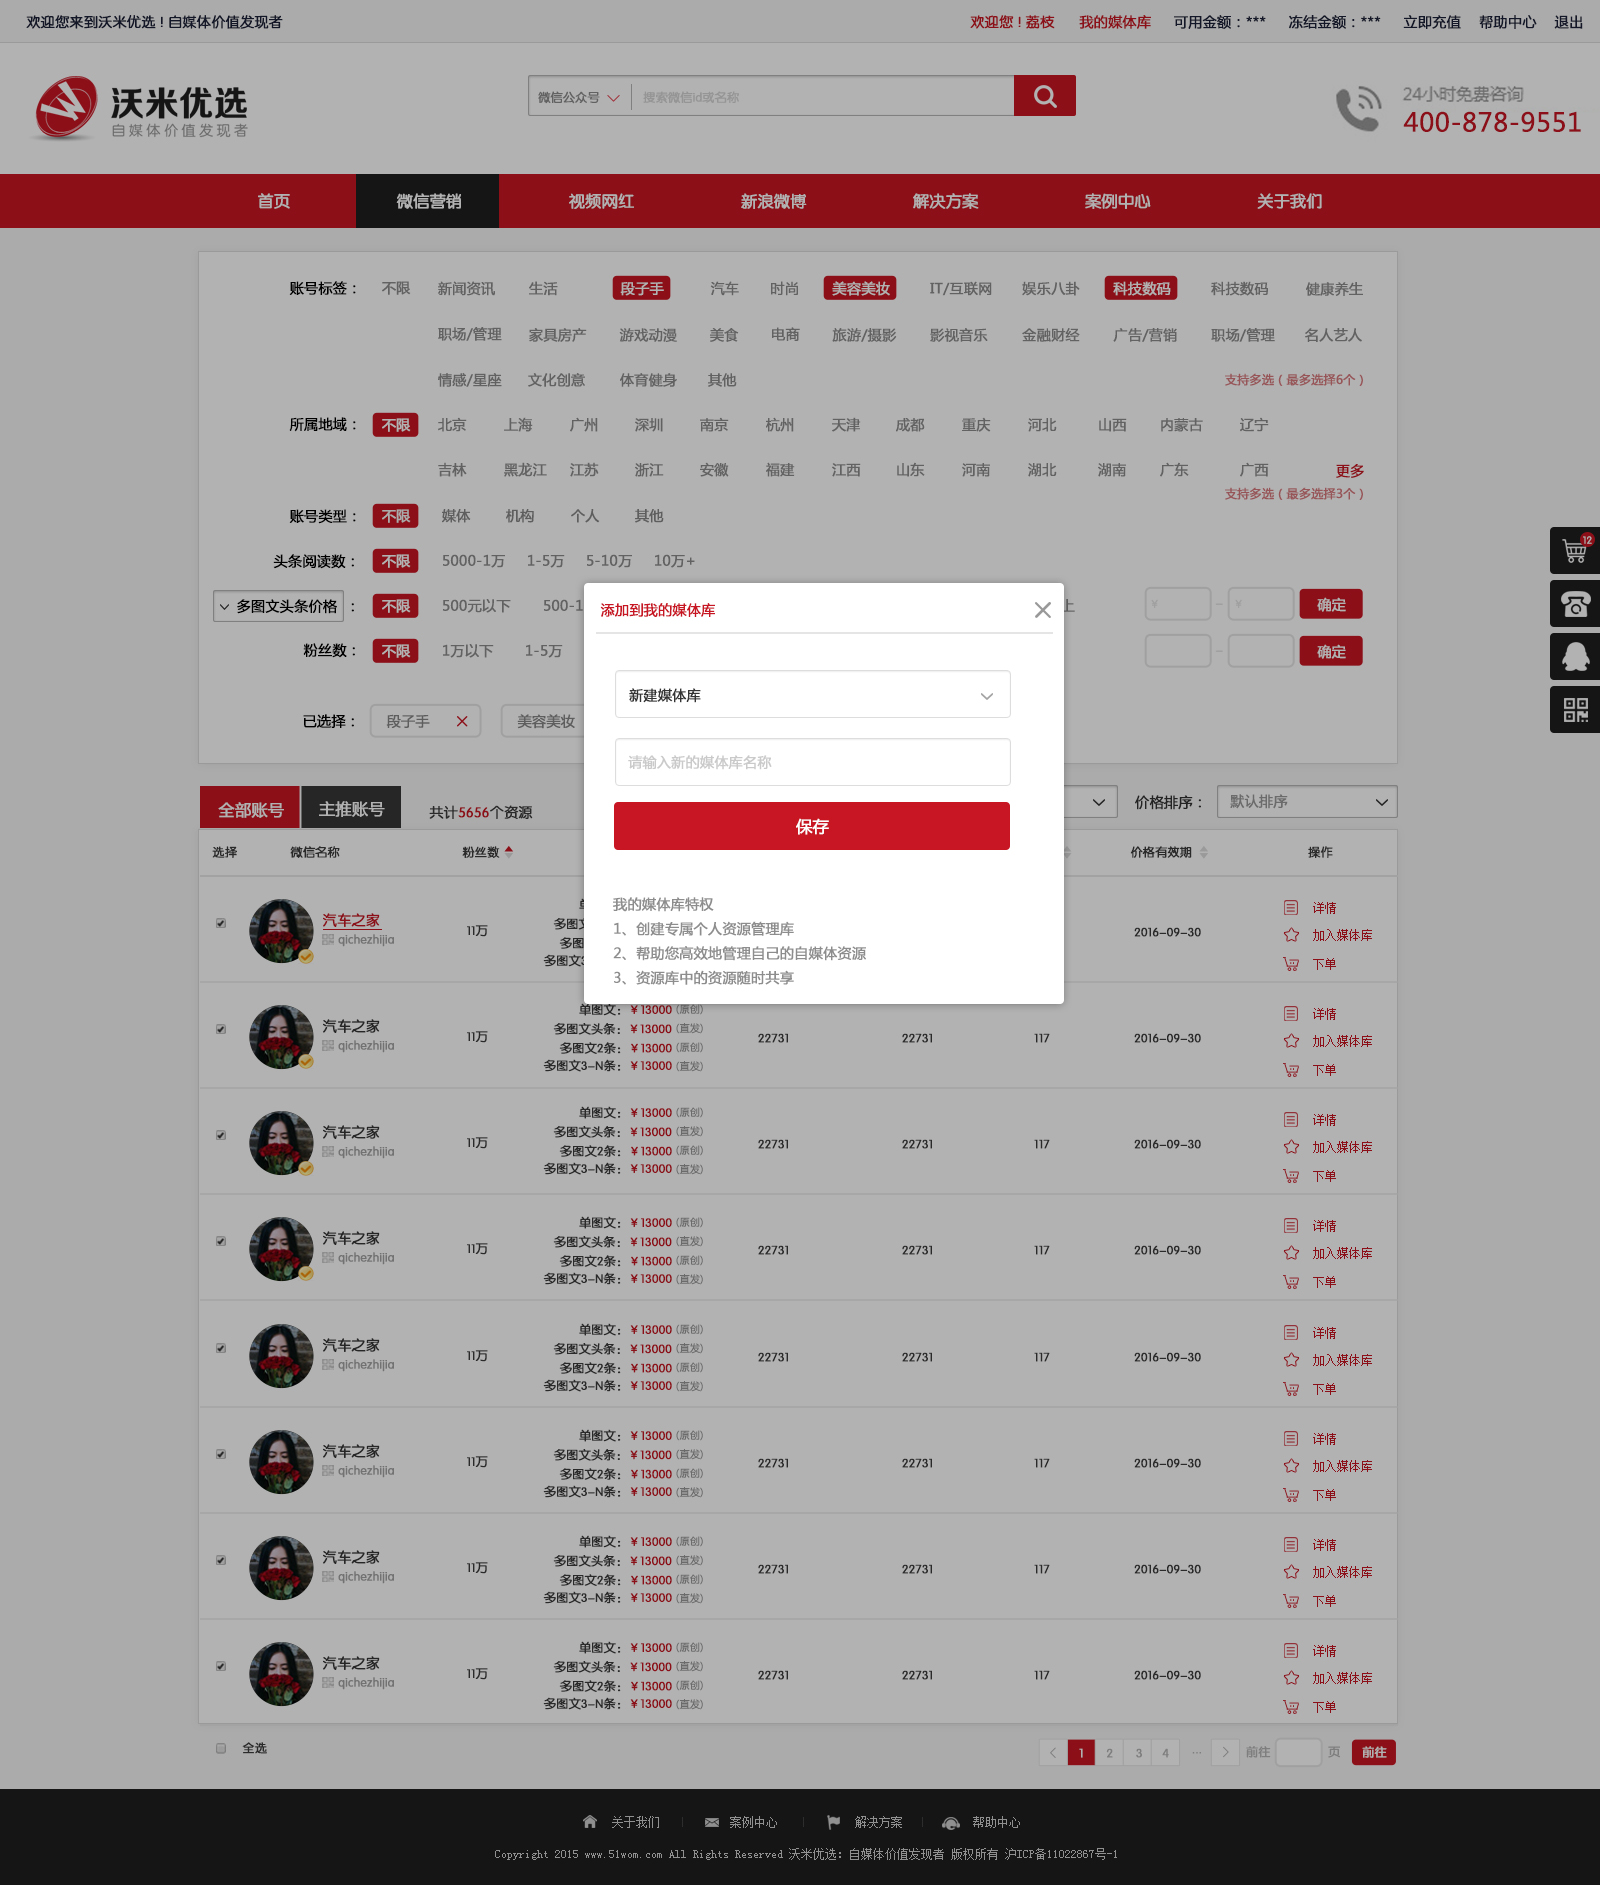 欢迎您来到沃米优选！自媒体价值发现者 欢迎您！荔枝 我的媒体库 可用金额：*** 冻结金额：*** 立即充值 帮助中心 退出
沃米优选
自媒体价值发现者
微信公众号 搜索微信id或名称
24小时免费咨询
400-878-9551
首页 微信营销 视频网红 新浪微博 解决方案 案例中心 关于我们
账号标签： 不限 新闻资讯 生活 段子手 汽车 时尚 美容美妆 IT/互联网 娱乐八卦 科技数码 科技数码 健康养生
职场/管理 家具房产 游戏动漫 美食 电商 旅游/摄影 影视音乐 金融财经 广告/营销 职场/管理 名人艺人
情感/星座 文化创意 体育健身 其他 支持多选（最多选择6个）
所属地域： 不限 北京 上海 广州 深圳 南京 杭州 天津 成都 重庆 河北 山西 内蒙古 辽宁
吉林 黑龙江 江苏 浙江 安徽 福建 江西 山东 河南 湖北 湖南 广东 广西 更多
支持多选（最多选择3个）
账号类型： 不限 媒体 机构 个人 其他
头条阅读数： 不限 5000-1万 1-5万 5-10万 10万+
多图文头条价格 ： 不限 500元以下 500-1 上 ¥ - ¥ 确定
粉丝数： 不限 1万以下 1-5万 - 确定
已选择： 段子手 美容美妆
添加到我的媒体库
新建媒体库
请输入新的媒体库名称
保存
我的媒体库特权
1、创建专属个人资源管理库
2、帮助您高效地管理自己的自媒体资源
3、资源库中的资源随时共享
全部账号 主推账号 共计5656个资源 价格排序： 默认排序
选择 微信名称 粉丝数 价格有效期 操作
汽车之家 qichezhijia 11万
单
多图文
多图
多图文3
2016-09-30 详情 加入媒体库 下单
汽车之家 qichezhijia 11万
单图文：¥13000 (原创)
多图文头条：¥13000 (直发)
多图文2条：¥13000 (原创)
多图文3-N条：¥13000 (直发)
22731 22731 117 2016-09-30 详情 加入媒体库 下单
汽车之家 qichezhijia 11万
单图文：¥13000 (原创)
多图文头条：¥13000 (直发)
多图文2条：¥13000 (原创)
多图文3-N条：¥13000 (直发)
22731 22731 117 2016-09-30 详情 加入媒体库 下单
汽车之家 qichezhijia 11万
单图文：¥13000 (原创)
多图文头条：¥13000 (直发)
多图文2条：¥13000 (原创)
多图文3-N条：¥13000 (直发)
22731 22731 117 2016-09-30 详情 加入媒体库 下单
汽车之家 qichezhijia 11万
单图文：¥13000 (原创)
多图文头条：¥13000 (直发)
多图文2条：¥13000 (原创)
多图文3-N条：¥13000 (直发)
22731 22731 117 2016-09-30 详情 加入媒体库 下单
汽车之家 qichezhijia 11万
单图文：¥13000 (原创)
多图文头条：¥13000 (直发)
多图文2条：¥13000 (原创)
多图文3-N条：¥13000 (直发)
22731 22731 117 2016-09-30 详情 加入媒体库 下单
汽车之家 qichezhijia 11万
单图文：¥13000 (原创)
多图文头条：¥13000 (直发)
多图文2条：¥13000 (原创)
多图文3-N条：¥13000 (直发)
22731 22731 117 2016-09-30 详情 加入媒体库 下单
汽车之家 qichezhijia 11万
单图文：¥13000 (原创)
多图文头条：¥13000 (直发)
多图文2条：¥13000 (原创)
多图文3-N条：¥13000 (直发)
22731 22731 117 2016-09-30 详情 加入媒体库 下单
全选 1 2 3 4 ... 前往 页 前往
12
关于我们 案例中心 解决方案 帮助中心
Copyright 2015 www.51wom.com All Rights Reserved 沃米优选：自媒体价值发现者 版权所有 沪ICP备11022867号-1